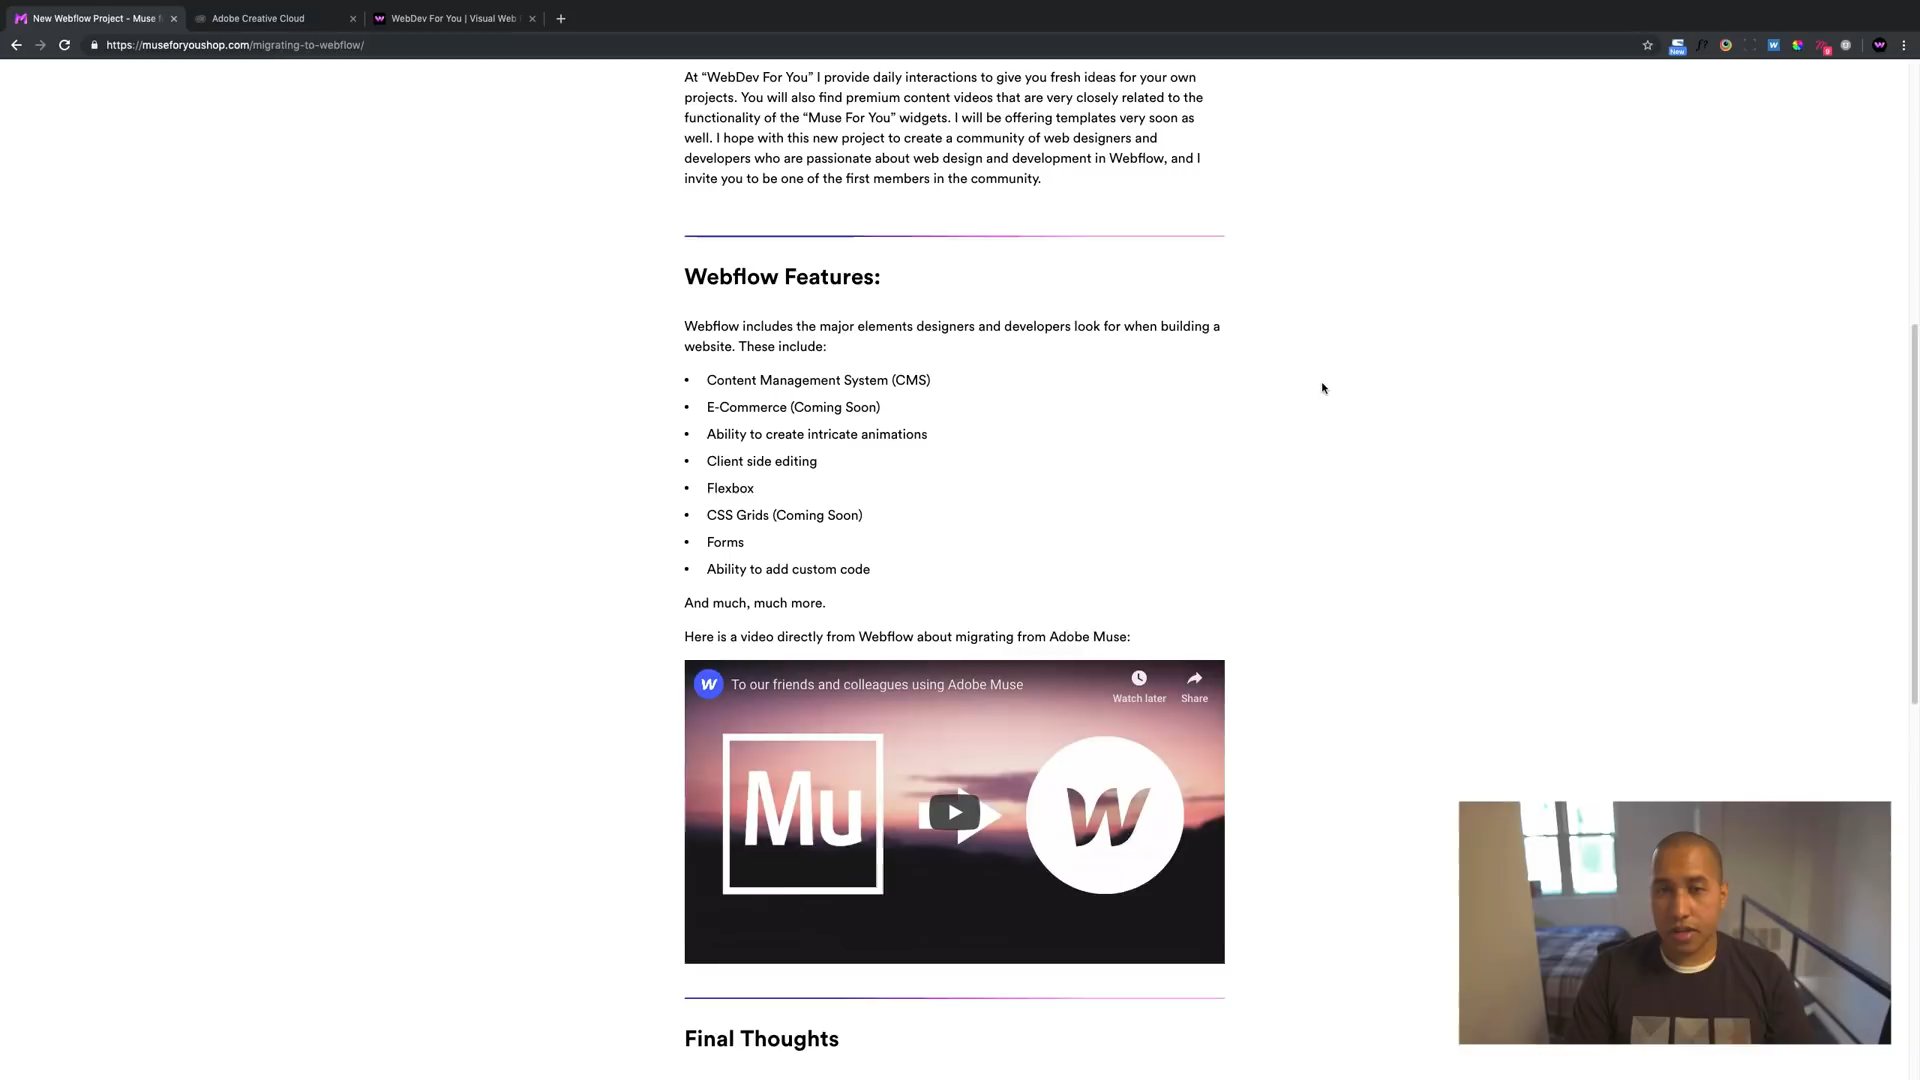 New Webflow Project - Muse f
Adobe Creative Cloud
WebDev For You | Visual Web
https://museforyoushop.com/migrating-to-webflow/
New
At “WebDev For You” I provide daily interactions to give you fresh ideas for your own
projects. You will also find premium content videos that are very closely related to the
functionality of the “Muse For You” widgets. I will be offering templates very soon as
well. I hope with this new project to create a community of web designers and
developers who are passionate about web design and development in Webflow, and I
invite you to be one of the first members in the community.
Webflow Features:
Webflow includes the major elements designers and developers look for when building a
website. These include:
• Content Management System (CMS)
• E-Commerce (Coming Soon)
• Ability to create intricate animations
• Client side editing
• Flexbox
• CSS Grids (Coming Soon)
• Forms
• Ability to add custom code
And much, much more.
Here is a video directly from Webflow about migrating from Adobe Muse:
To our friends and colleagues using Adobe Muse
Watch later
Share
Mu
W
Final Thoughts